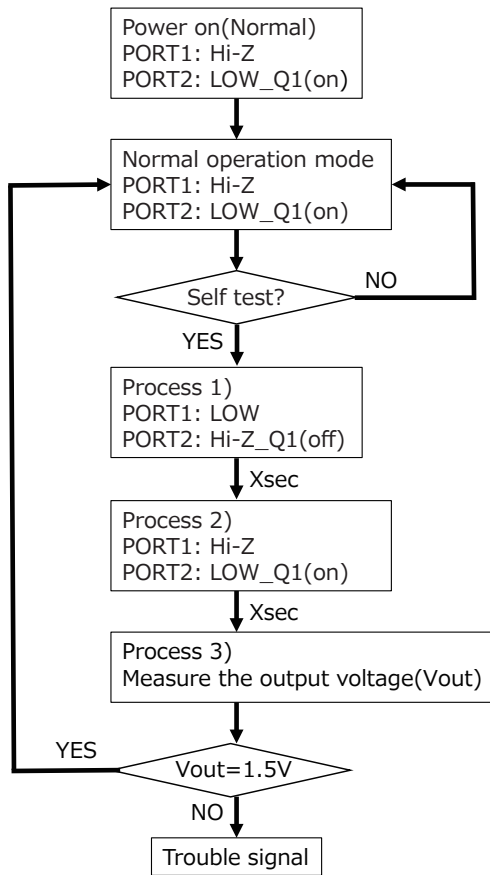 Power on(Normal)
PORT1: Hi-Z
PORT2: LOW_Q1(on)
Normal operation mode
PORT1: Hi-Z
PORT2: LOW_Q1(on)
Self test?
NO
YES
Process 1)
PORT1: LOW
PORT2: Hi-Z_Q1(off)
Xsec
Process 2)
PORT1: Hi-Z
PORT2: LOW_Q1(on)
Xsec
Process 3)
Measure the output voltage(Vout)
YES
Vout=1.5V
NO
Trouble signal